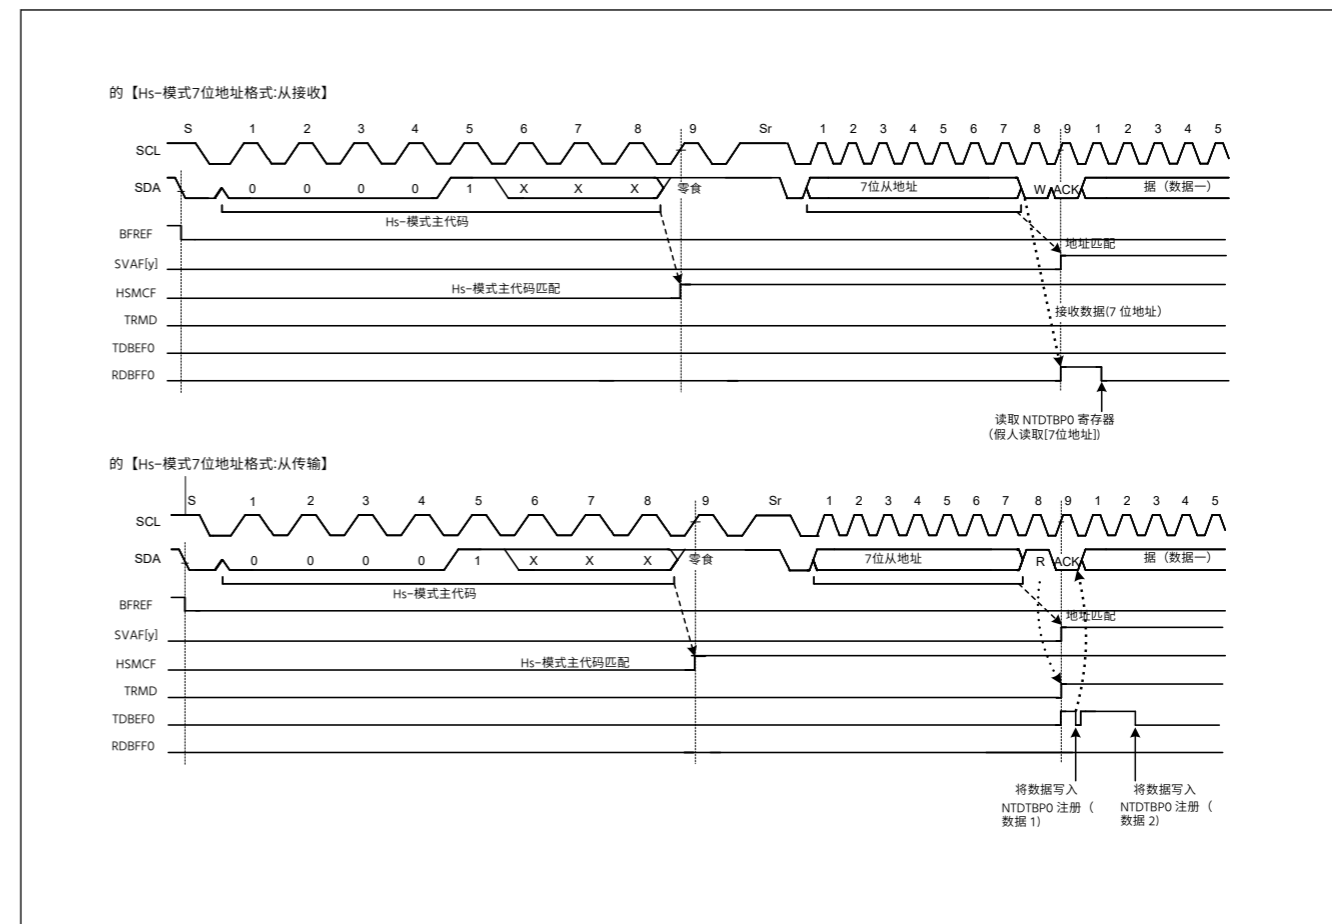 的【Hs-模式7位地址格式:从接收】
S 1 2 3 4 5 6 7 8 9 Sr 1 2 3 4 5 6 7 8 9 1 2 3 4 5
SCL
SDA 0 0 0 0 1 X X X 零食 7位从地址 W ACK 据（数据一）
Hs-模式主代码
BFREF
地址匹配
SVAF[y]
HSMCF Hs-模式主代码匹配
接收数据(7 位地址）
TRMD
TDBEF0
RDBFF0
读取 NTDTBP0 寄存器
（假人读取[7位地址]）
的【Hs-模式7位地址格式:从传输】
S 1 2 3 4 5 6 7 8 9 Sr 1 2 3 4 5 6 7 8 9 1 2 3 4 5
SCL
SDA 0 0 0 0 1 X X X 零食 7位从地址 R ACK 据（数据一）
Hs-模式主代码
BFREF
地址匹配
SVAF[y]
HSMCF Hs-模式主代码匹配
TRMD
TDBEF0
RDBFF0
将数据写入 将数据写入
NTDTBP0 注册（ NTDTBP0 注册（
数据 1) 数据 2)